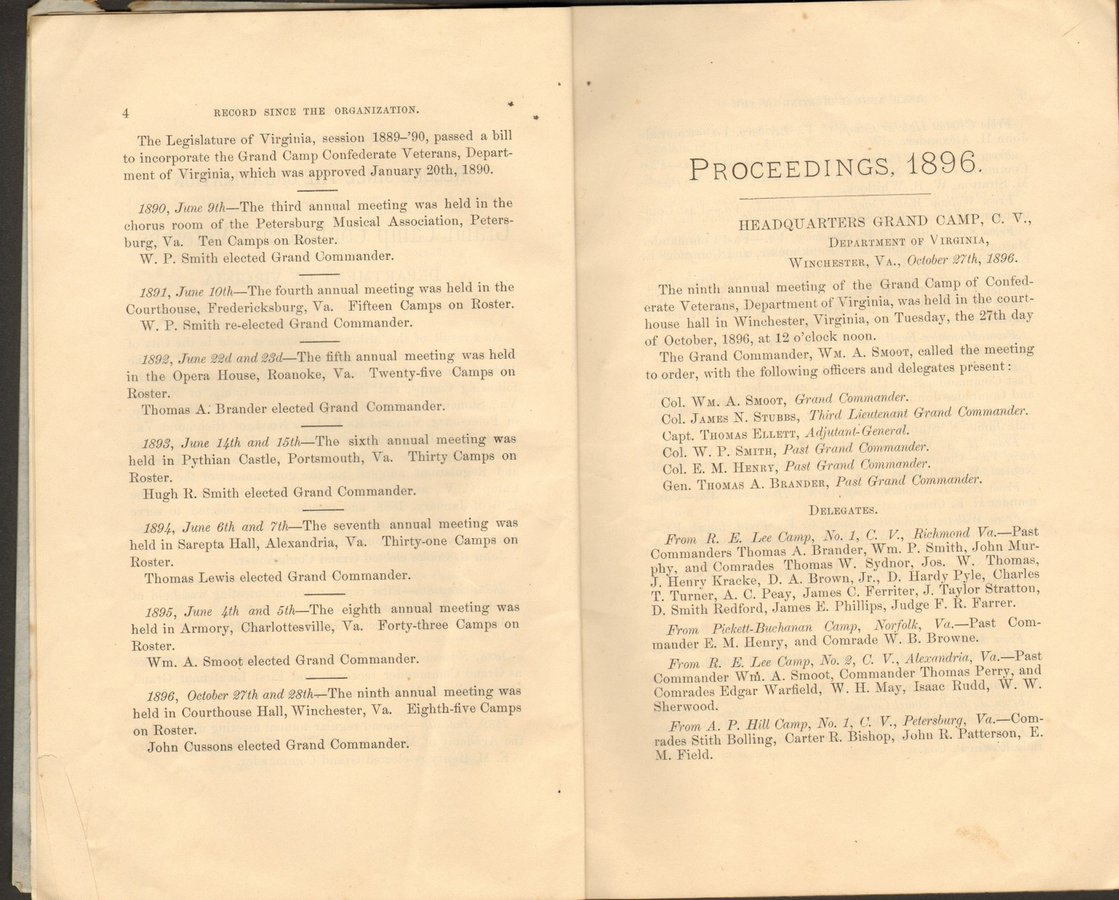 4 RECORD SINCE THE ORGANIZATION.
The Legislature of Virginia, session 1889–'90, passed a bill
to incorporate the Grand Camp Confederate Veterans, Depart-
ment of Virginia, which was approved January 20th, 1890.
1890, June 9th—The third annual meeting was held in the
chorus room of the Petersburg Musical Association, Peters-
burg, Va. Ten Camps on Roster.
W. P. Smith elected Grand Commander.
1891, June 10th—The fourth annual meeting was held in the
Courthouse, Fredericksburg, Va. Fifteen Camps on Roster.
W. P. Smith re-elected Grand Commander.
1892, June 22d and 23d—The fifth annual meeting was held
in the Opera House, Roanoke, Va. Twenty-five Camps on
Roster.
Thomas A. Brander elected Grand Commander.
1893, June 14th and 15th—The sixth annual meeting was
held in Pythian Castle, Portsmouth, Va. Thirty Camps on
Roster.
Hugh R. Smith elected Grand Commander.
1894, June 6th and 7th—The seventh annual meeting was
held in Sarepta Hall, Alexandria, Va. Thirty-one Camps on
Roster.
Thomas Lewis elected Grand Commander.
1895, June 4th and 5th—The eighth annual meeting was
held in Armory, Charlottesville, Va. Forty-three Camps on
Roster.
Wm. A. Smoot elected Grand Commander.
1896, October 27th and 28th—The ninth annual meeting was
held in Courthouse Hall, Winchester, Va. Eighth-five Camps
on Roster.
John Cussons elected Grand Commander.
PROCEEDINGS, 1896.
HEADQUARTERS GRAND CAMP, C. V.,
DEPARTMENT OF VIRGINIA,
WINCHESTER, VA., October 27th, 1896.
The ninth annual meeting of the Grand Camp of Confed-
erate Veterans, Department of Virginia, was held in the court-
house hall in Winchester, Virginia, on Tuesday, the 27th day
of October, 1896, at 12 o'clock noon.
The Grand Commander, WM. A. SMOOT, called the meeting
to order, with the following officers and delegates present:
Col. WM. A. SMOOT, Grand Commander.
Col. JAMES N. STUBBS, Third Lieutenant Grand Commander.
Capt. THOMAS ELLETT, Adjutant-General.
Col. W. P. SMITH, Past Grand Commander.
Col. E. M. HENRY, Past Grand Commander.
Gen. THOMAS A. BRANDER, Past Grand Commander.
DELEGATES.
From R. E. Lee Camp, No. 1, C. V., Richmond Va.—Past
Commanders Thomas A. Brander, Wm. P. Smith, John Mur-
phy, and Comrades Thomas W. Sydnor, Jos. W. Thomas,
J. Henry Kracke, D. A. Brown, Jr., D. Hardy Pyle, Charles
T. Turner, A. C. Peay, James C. Ferriter, J. Taylor Stratton,
D. Smith Redford, James E. Phillips, Judge F. R. Farrer.
From Pickett-Buchanan Camp, Norfolk, Va.—Past Com-
mander E. M. Henry, and Comrade W. B. Browne.
From R. E. Lee Camp, No. 2, C. V., Alexandria, Va.—Past
Commander Wm. A. Smoot, Commander Thomas Perry, and
Comrades Edgar Warfield, W. H. May, Isaac Rudd, W. W.
Sherwood.
From A. P. Hill Camp, No. 1, C. V., Petersburg, Va.—Com-
rades Stith Bolling, Carter R. Bishop, John R. Patterson, E.
M. Field.